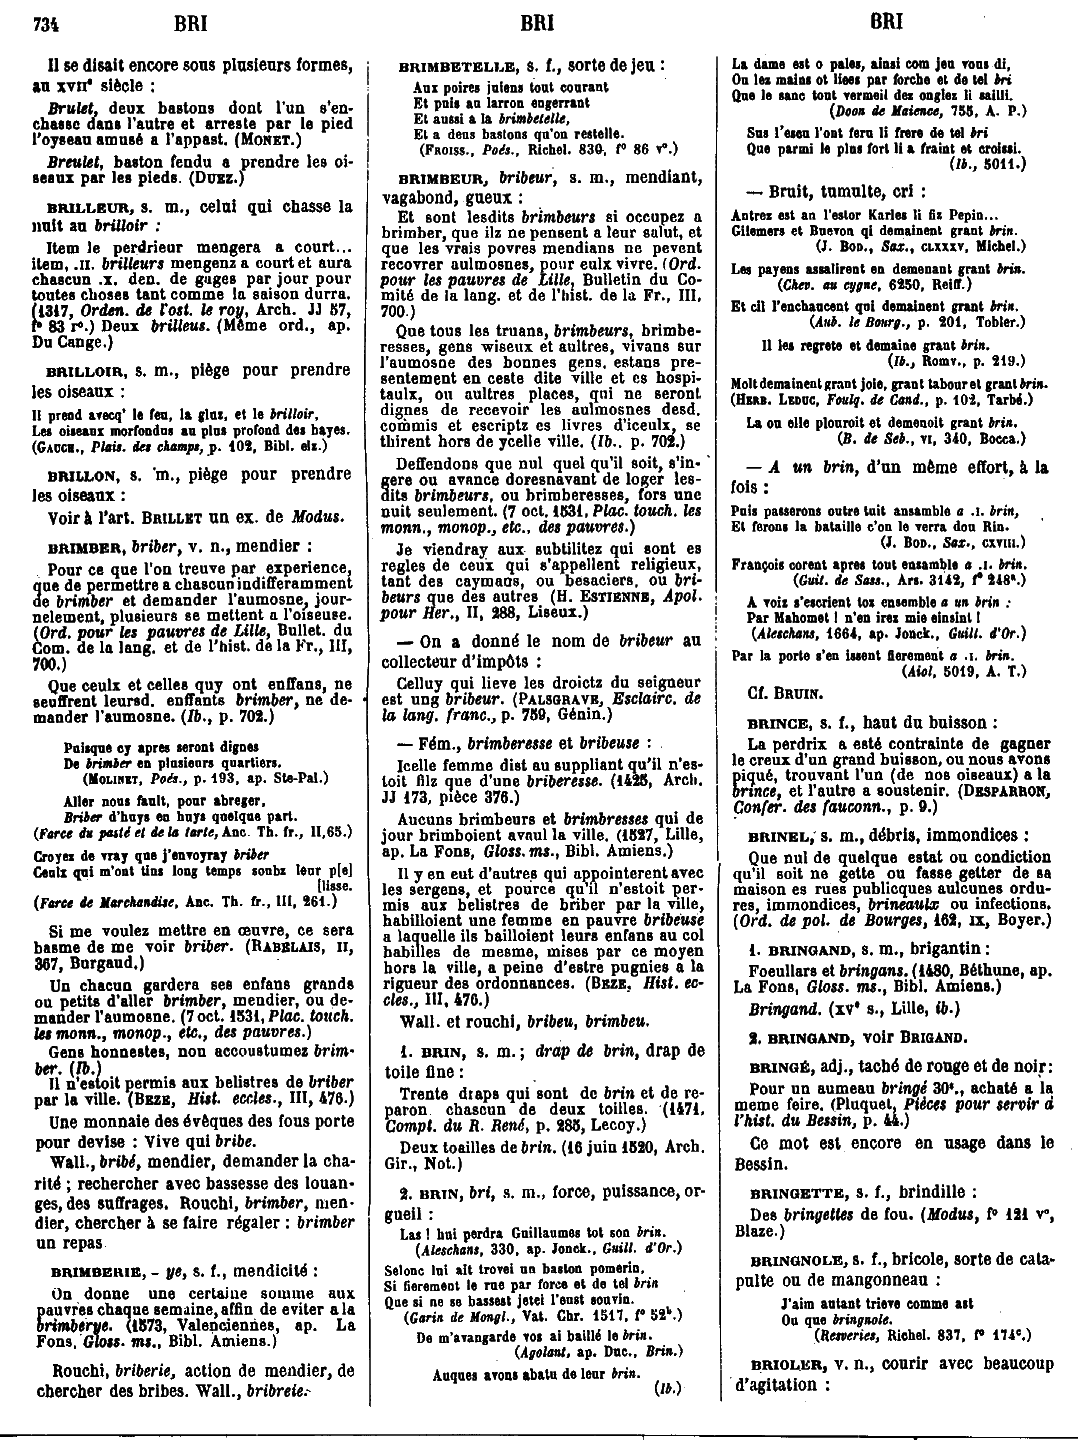 734 BRI BRI BRI
Il se disait encore sous plusieurs formes,
au XVIIe siècle :
Brulet, deux bastons dont l'un s'en-
chasse dans l'autre et arreste par le pied
l'oyseau amusé a l'appast. (MONET.)
Breulet, baston fendu a prendre les oi-
seaux par les pieds. (DUEZ.)
BRILLEUR, s. m., celui qui chasse la
nuit au brilloir :
Item le perdrieur mengera a court...
item, .II. brilleurs mengenz a court et aura
chascun .X. den. de gages par jour pour
toutes choses tant comme la saison durra.
(1317, Orden. de l'ost. le roy, Arch. JJ 57,
fo 83 ro.) Deux brilleus. (Même ord., ap.
Du Cange.)
BRILLOIR, s. m., piège pour prendre
les oiseaux :
Il prend avecq' le feu, la gluz, et le brilloir,
Les oiseaux morfondus au plus profond des hayes.
(GAUCH., Plais. des champs, p. 102, Bibl. elz.)
BRILLON, s. m., piège pour prendre
les oiseaux :
Voir à l'art. BRILLET un ex. de Modus.
BRIMBER, briber, v. n., mendier :
Pour ce que l'on treuve par experience,
que de permettre a chascun indifferamment
de brimber et demander l'aumosne, jour-
nelement, plusieurs se mettent a l'oiseuse.
(Ord. pour les pauvres de Lille, Bullet. du
Com. de la lang. et de l'hist. de la Fr., III,
700.)
Que ceulx et celles quy ont enffans, ne
seuffrent leursd. enffants brimber, ne de-
mander l'aumosne. (Ib., p. 702.)
Puisque cy apres seront dignes
De brimber en plusieurs quartiers.
(MOLINET, Poés., p. 193, ap. Ste-Pal.)
Aller nous fault, pour abreger,
Briber d'huys en huys quelque part.
(Farce du pasté et de la tarte, Anc. Th. fr., II, 65.)
Croyez de vray que j'envoyray briber
Ceulx qui m'ont tins long temps soubz leur p[e]
[lisse.
(Farce de Marchandise, Anc. Th. fr., III, 261.)
Si me voulez mettre en œuvre, ce sera
basme de me voir briber. (RABELAIS, II,
367, Burgaud.)
Un chacun gardera ses enfans grands
ou petits d'aller brimber, mendier, ou de-
mander l'aumosne. (7 oct. 1531, Plac. touch.
les monn., monop., etc., des pauvres.)
Gens honnestes, non accoustumez brim-
ber. (Ib.)
Il n'estoit permis aux belistres de briber
par la ville. (BEZE, Hist. eccles., III, 476.)
Une monnaie des évêques des fous porte
pour devise : Vive qui bribe.
Wall., bribé, mendier, demander la cha-
rité ; rechercher avec bassesse des louan-
ges, des suffrages. Rouchi, brimber, men-
dier, chercher à se faire régaler : brimber
un repas
BRIMBERIE, - ye, s. f., mendicité :
On donne une certaine somme aux
pauvres chaque semaine, affin de eviter a la
brimberye. (1573, Valenciennes, ap. La
Fons, Gloss. ms., Bibl. Amiens.)
Rouchi, briberie, action de mendier, de
chercher des bribes. Wall., bribreie.
BRIMBETELLE, s. f., sorte de jeu :
Aux poires juiens tout courant
Et puis au larron engerrant
Et aussi a la brimbetelle,
Et a deus bastons qu'on restelle.
(FROISS., Poés., Richel. 830, fo 86 vo.)
BRIMBEUR, bribeur, s. m., mendiant,
vagabond, gueux :
Et sont lesdits brimbeurs si occupez a
brimber, que ilz ne pensent a leur salut, et
que les vrais povres mendians ne pevent
recovrer aulmosnes, pour eulx vivre. (Ord.
pour les pauvres de Lille, Bulletin du Co-
mité de la lang. et de l'hist. de la Fr., III,
700.)
Que tous les truans, brimbeurs, brimbe-
resses, gens wiseux et aultres, vivans sur
l'aumosne des bonnes gens, estans pre-
sentement en ceste dite ville et es hospi-
taulx, ou aultres places, qui ne seront
dignes de recevoir les aulmosnes desd.
commis et escriptz es livres d'iceulx, se
thirent hors de ycelle ville. (Ib., p. 702.)
Deffendons que nul quel qu'il soit, s'in-
gere ou avance doresnavant de loger les-
dits brimbeurs, ou brimberesses, fors une
nuit seulement. (7 oct. 1531, Plac. touch. les
monn., monop., etc., des pauvres.)
Je viendray aux subtilitez qui sont es
regles de ceux qui s'appellent religieux,
tant des caymans, ou besaciers, ou bri-
beurs que des autres (H. ESTIENNE, Apol.
pour Her., II, 288, Liseux.)
— On a donné le nom de bribeur au
collecteur d'impôts :
Celluy qui lieve les droictz du seigneur
est ung bribeur. (PALSGRAVE, Esclairc. de
la lang. franc., p. 759, Génin.)
— Fém., brimberesse et bribeuse :
Icelle femme dist au suppliant qu'il n'es-
toit filz que d'une briberesse. (1425, Arch.
JJ 173, pièce 376.)
Aucuns brimbeurs et brimbresses qui de
jour brimboient avaul la ville. (1527, Lille,
ap. La Fons, Gloss. ms., Bibl. Amiens.)
Il y en eut d'autres qui appointerent avec
les sergens, et pource qu'il n'estoit per-
mis aux belistres de briber par la ville,
habilloient une femme en pauvre bribeuse
a laquelle ils bailloient leurs enfans au col
habilles de mesme, mises par ce moyen
hors la ville, a peine d'estre pugnies a la
rigueur des ordonnances. (BEZE, Hist. ec-
cles., III, 476.)
Wall. et rouchi, bribeu, brimbeu.
1. BRIN, s. m. ; drap de brin, drap de
toile fine :
Trente draps qui sont de brin et de re-
paron chascun de deux toilles. (1471,
Compt. du R. René, p. 285, Lecoy.)
Deux toailles de brin. (16 juin 1520, Arch.
Gir., Not.)
2. BRIN, bri, s. m., force, puissance, or-
gueil :
Las ! hui perdra Guillaumes tot son brin.
(Aleschans, 330, ap. Jonck., Guill. d'Or.)
Selonc lui ait trovei un baston pomerin,
Si fierement le rue par force et de tel brin
Que si ne se bassest jetei l'eust souvin.
(Garin de Mongl., Vat. Chr. 1517, fo 52b.)
De m'avangarde vos ai baillé le brin.
(Agolant, ap. Duc., Brin.)
Auques avons abatu de leur brin.
(Ib.)
La dame est o pales, ainsi com jeu vous di,
On lez mains ot liees par forche et de tel bri
Que le sanc tout vermeil dez onglez li sailli.
(Doon de Maience, 755, A. P.)
Sus l'escu l'ont feru li frere de tel bri
Que parmi le plus fort li a fraint et croissi.
(Ib., 5011.)
— Bruit, tumulte, cri :
Antrez est an l'estor Karles li fiz Pepin...
Gilemers et Buevon qi demainent grant brin.
(J. BOD., Sax., CLXXXV, Michel.)
Les payens assalirent en demenant grant brin.
(Chev. au cygne, 6250, Reiff.)
Et cil l'enchaucent qui demainent grant brin.
(Aub. le Bourg., p. 201, Tobler.)
Il les regrete et demaine grant brin.
(Ib., Romv., p. 219.)
Molt demainent grant joie, grant tabour et grant brin.
(HERB. LEDUC, Foulq. de Cand., p. 102, Tarbé.)
La ou elle plouroit et demenoit grant brin.
(B. de Seb., VI, 340, Bocca.)
— A un brin, d'un même effort, à la
fois :
Puis passerons outre tuit ansamble a .I. brin,
Et ferons la bataille c'on le verra dou Rin.
(J. BOD., Sax., CXVIII.)
François corent apres tout ensamble a .I. brin.
(Guit. de Sass., Ars. 3142, fo 248a.)
A voiz s'escrient toz ensemble a un brin :
Par Mahomet ! n'en irez mie einsint !
(Aleschans, 1664, ap. Jonck., Guill. d'Or.)
Par la porte s'en issent fierement a .I. brin.
(Aiol, 5019, A. T.)
Cf. BRUIN.
BRINCE, s. f., haut du buisson :
La perdrix a esté contrainte de gagner
le creux d'un grand buisson, ou nous avons
piqué, trouvant l'un (de nos oiseaux) a la
brince, et l'autre a soustenir. (DESPARRON,
Confer. des fauconn., p. 9.)
BRINEL, s. m., débris, immondices :
Que nul de quelque estat ou condition
qu'il soit ne gette ou fasse getter de sa
maison es rues publicques aulcunes ordu-
res, immondices, brineaulx ou infections.
(Ord. de pol. de Bourges, 162, IX, Boyer.)
1. BRINGAND, s. m., brigantin :
Foeullars et bringans. (1480, Béthune, ap.
La Fons, Gloss. ms., Bibl. Amiens.)
Bringand. (XVe s., Lille, ib.)
2. BRINGAND, voir BRIGAND.
BRINGÉ, adj., taché de rouge et de noir :
Pour un aumeau bringé 30s., achaté a la
meme feire. (Pluquet, Pièces pour servir à
l'hist. du Bessin, p. 44.)
Ce mot est encore en usage dans le
Bessin.
BRINGETTE, s. f., brindille :
Des bringettes de fou. (Modus, fo 121 vo,
Blaze.)
BRINGNOLE, s. f., bricole, sorte de cata-
pulte ou de mangonneau :
J'aim autant trieve comme ast
Ou que bringnole.
(Resveries, Richel. 837, fo 174c.)
BRIOLER, v. n., courir avec beaucoup
d'agitation :